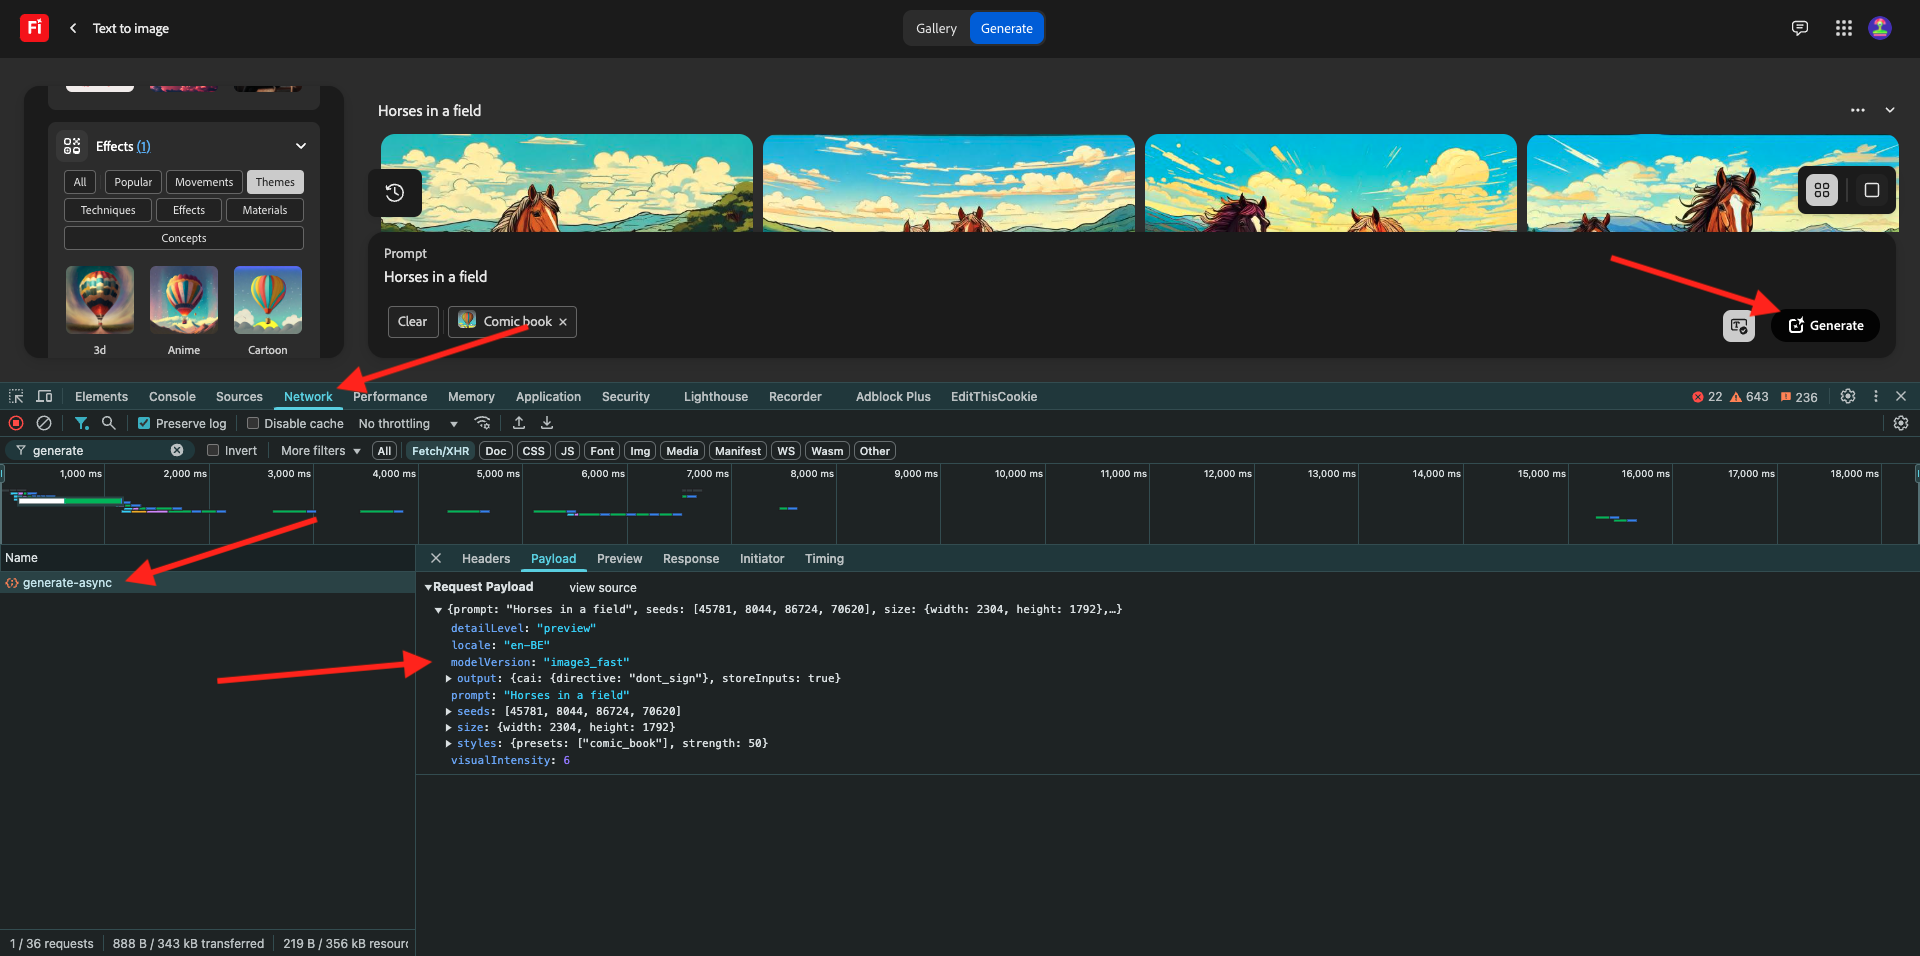 Fi
Text to image
Gallery
Generate
Effects (1)
All
Popular
Movements
Themes
Techniques
Effects
Materials
Concepts
3d
Anime
Cartoon
Horses in a field
Prompt
Horses in a field
Clear
Comic book
Generate
Elements
Console
Sources
Network
Performance
Memory
Application
Security
Lighthouse
Recorder
Adblock Plus
EditThisCookie
22
643
236
Preserve log
Disable cache
No throttling
generate
Invert
More filters
All
Fetch/XHR
Doc
CSS
JS
Font
Img
Media
Manifest
WS
Wasm
Other
1,000 ms
2,000 ms
3,000 ms
4,000 ms
5,000 ms
6,000 ms
7,000 ms
8,000 ms
9,000 ms
10,000 ms
11,000 ms
12,000 ms
13,000 ms
14,000 ms
15,000 ms
16,000 ms
17,000 ms
18,000 ms
Name
generate-async
Headers
Payload
Preview
Response
Initiator
Timing
Request Payload
view source
{prompt: "Horses in a field", seeds: [45781, 8044, 86724, 70620], size: {width: 2304, height: 1792},…}
detailLevel: "preview"
locale: "en-BE"
modelVersion: "image3_fast"
output: {cai: {directive: "dont_sign"}, storeInputs: true}
prompt: "Horses in a field"
seeds: [45781, 8044, 86724, 70620]
size: {width: 2304, height: 1792}
styles: {presets: ["comic_book"], strength: 50}
visualIntensity: 6
1 / 36 requests
888 B / 343 kB transferred
219 B / 356 kB resourc